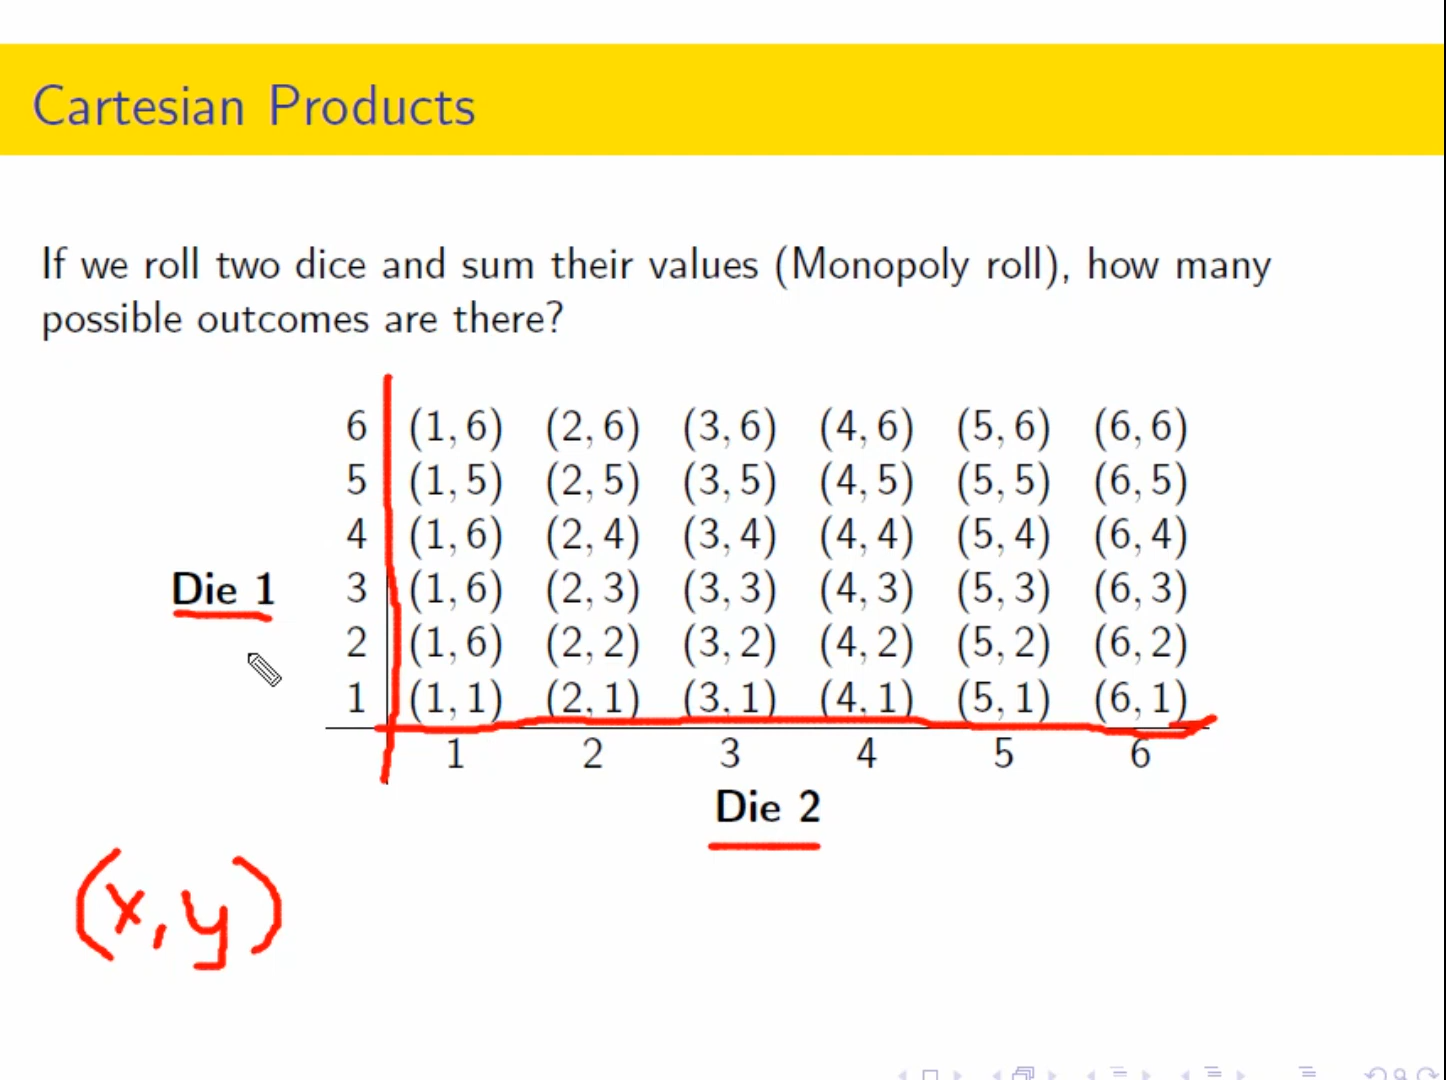 Cartesian Products
If we roll two dice and sum their values (Monopoly roll), how many
possible outcomes are there?
6 (1, 6) (2, 6) (3, 6) (4, 6) (5, 6) (6, 6)
5 (1, 5) (2, 5) (3, 5) (4, 5) (5, 5) (6, 5)
4 (1, 6) (2, 4) (3, 4) (4, 4) (5, 4) (6, 4)
Die 1 3 (1, 6) (2, 3) (3, 3) (4, 3) (5, 3) (6, 3)
2 (1, 6) (2, 2) (3, 2) (4, 2) (5, 2) (6, 2)
1 (1, 1) (2, 1) (3, 1) (4, 1) (5, 1) (6, 1)
1 2 3 4 5 6
Die 2
(x, y)